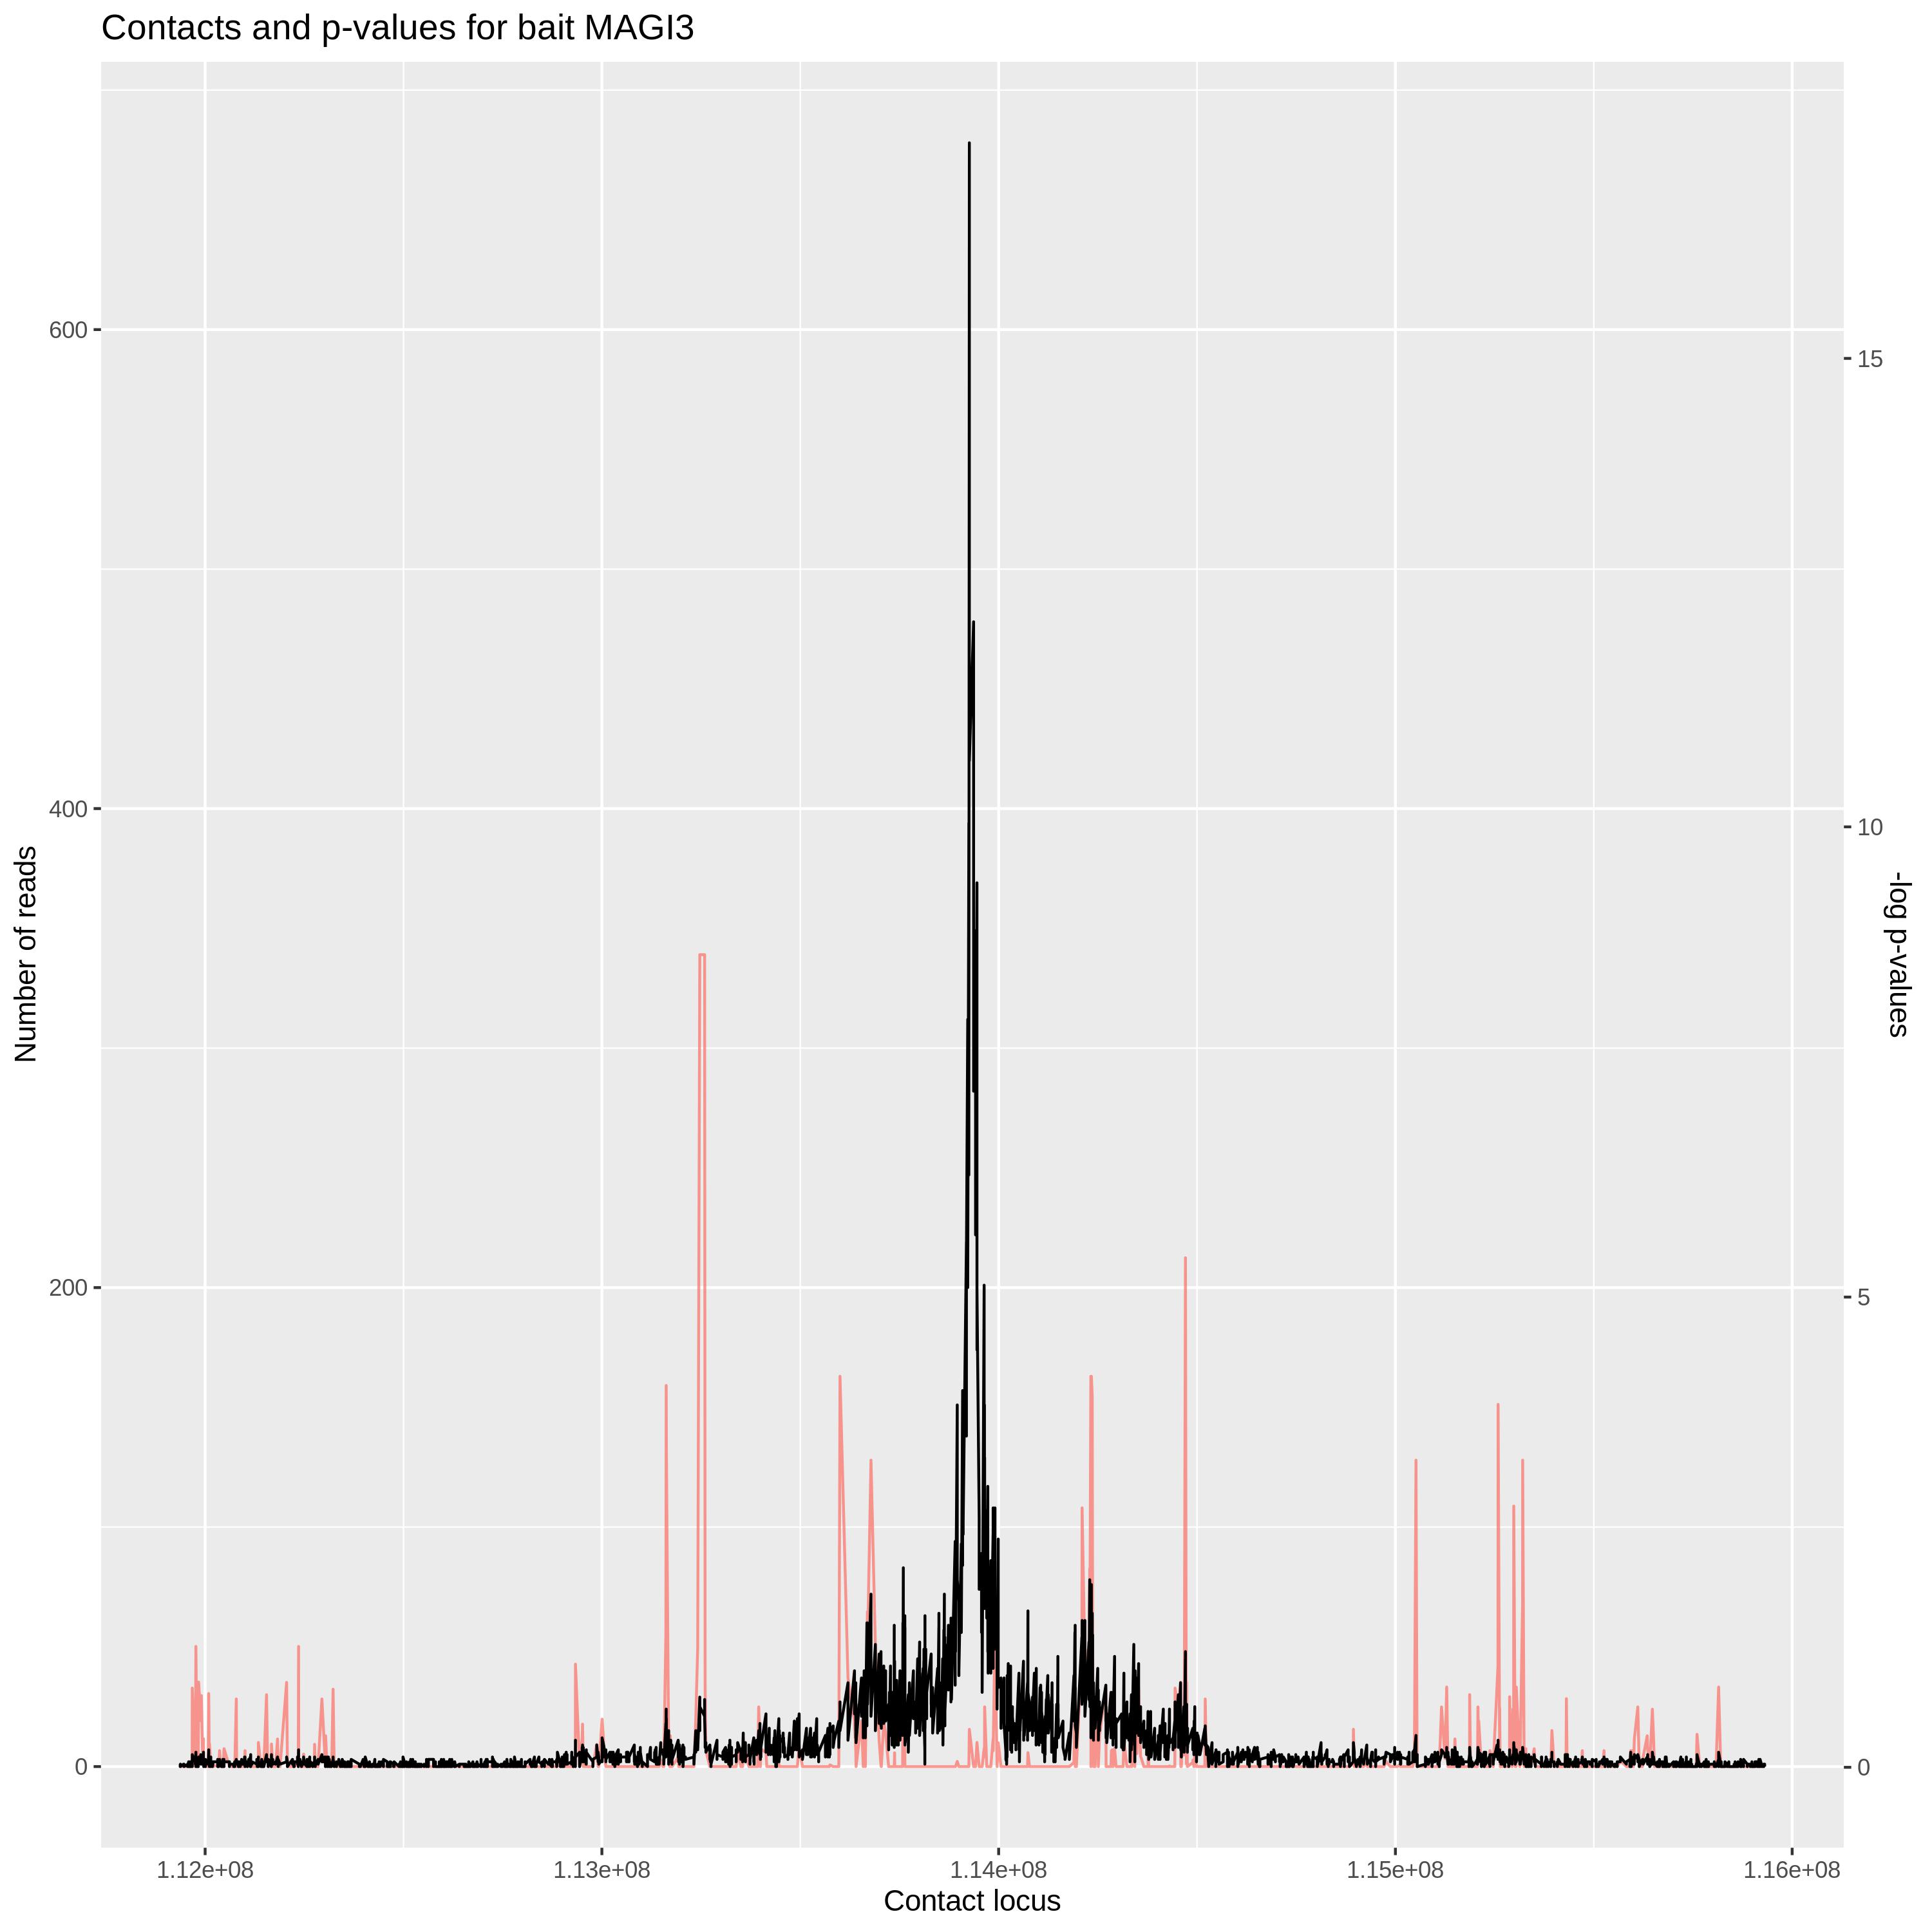 Contacts and p-values for bait MAGI3
Number of reads
600
400
200
0
15
10
5
0
-log p-values
1.12e+08
1.13e+08
1.14e+08
1.15e+08
1.16e+08
Contact locus